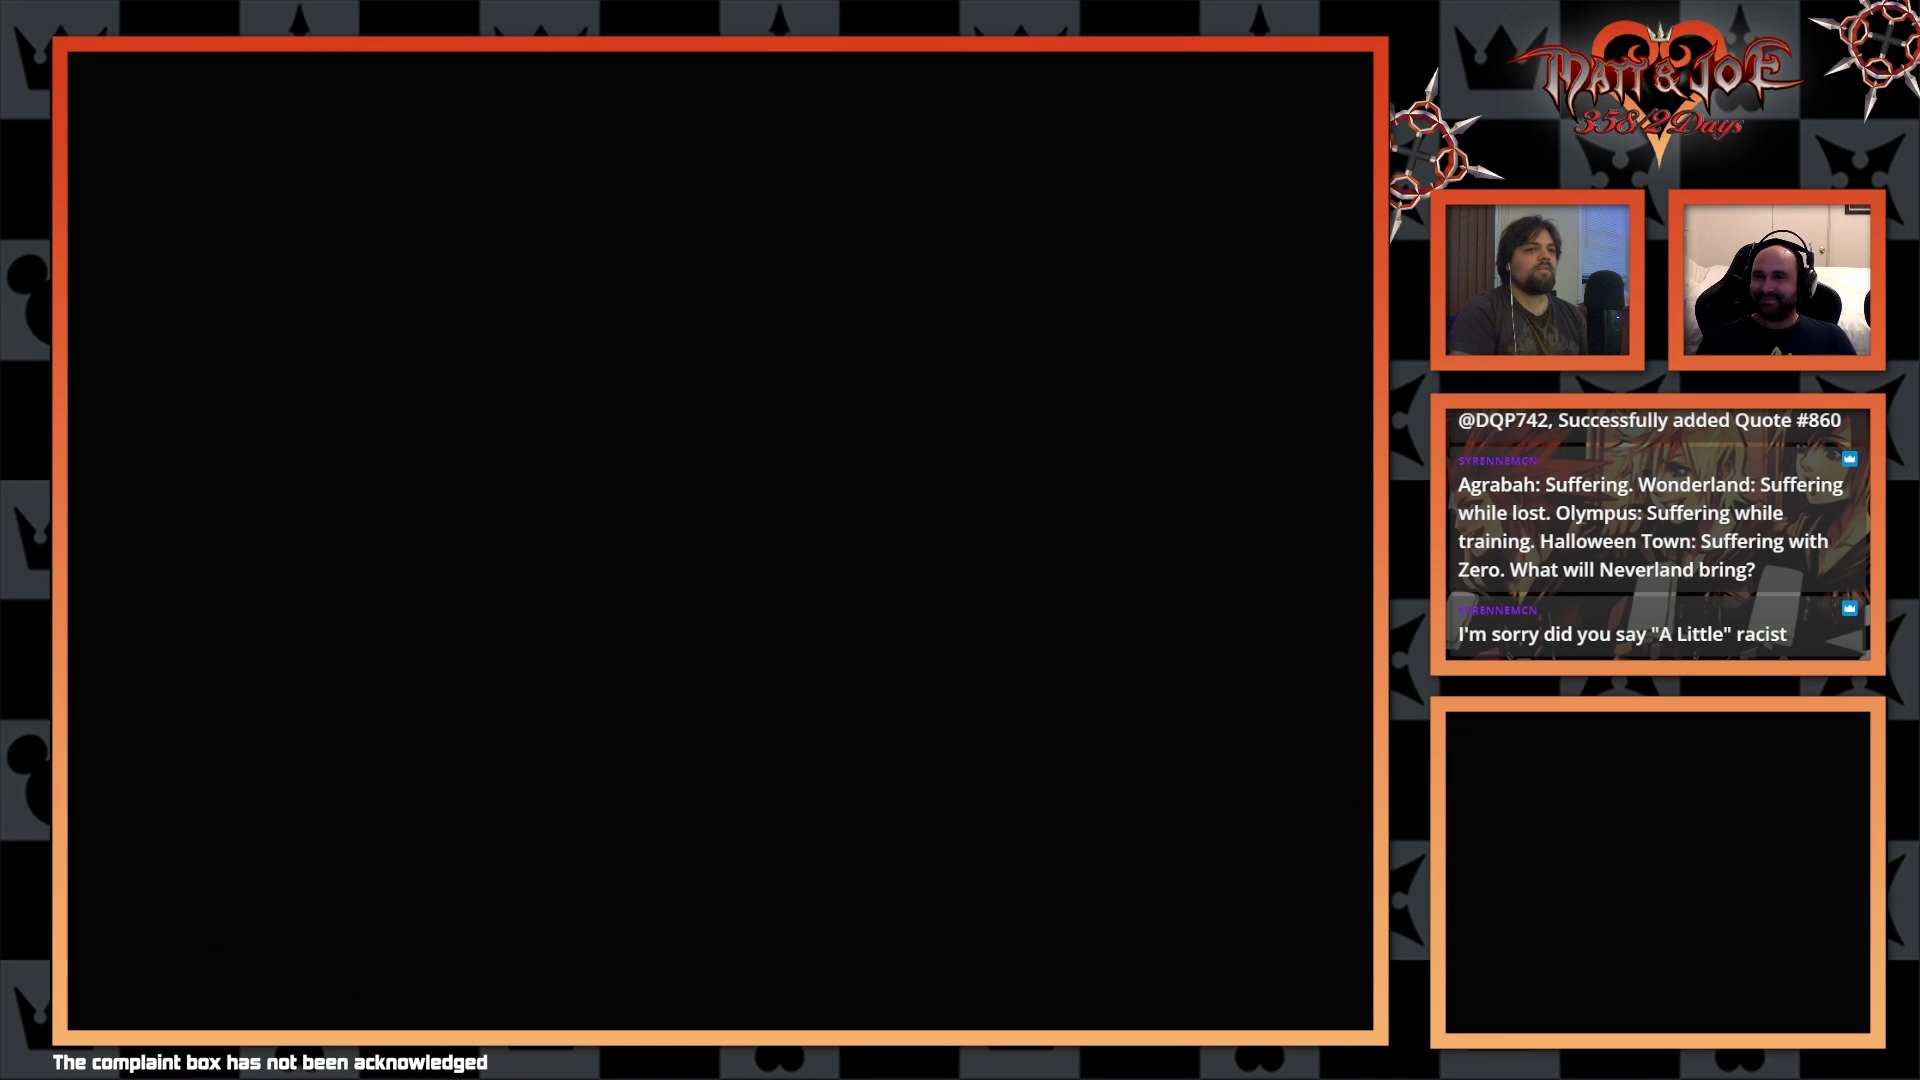 MATT & JOE
358/2 Days
@DQP742, Successfully added Quote #860
SYRENNEMCN
Agrabah: Suffering. Wonderland: Suffering
while lost. Olympus: Suffering while
training. Halloween Town: Suffering with
Zero. What will Neverland bring?
SYRENNEMCN
I'm sorry did you say "A Little" racist
The complaint box has not been acknowledged